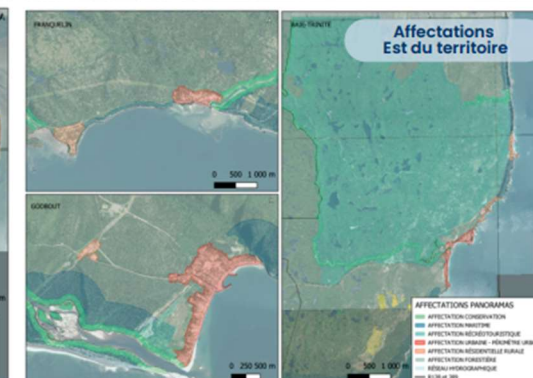 Affectations
Est du territoire
FRANQUELIN
0 500 1 000 m
GODBOUT
0 250 500 m
BAIE-TRINITÉ
0 500 1 000 m
AFFECTATIONS PANORAMAS
AFFECTATION CONSERVATION
AFFECTATION MARITIME
AFFECTATION RÉCRÉOTOURISTIQUE
AFFECTATION URBAINE - PÉRIMÈTRE URB
AFFECTATION RÉSIDENTIELLE RURALE
AFFECTATION FORESTIÈRE
RÉSEAU HYDROGRAPHIQUE